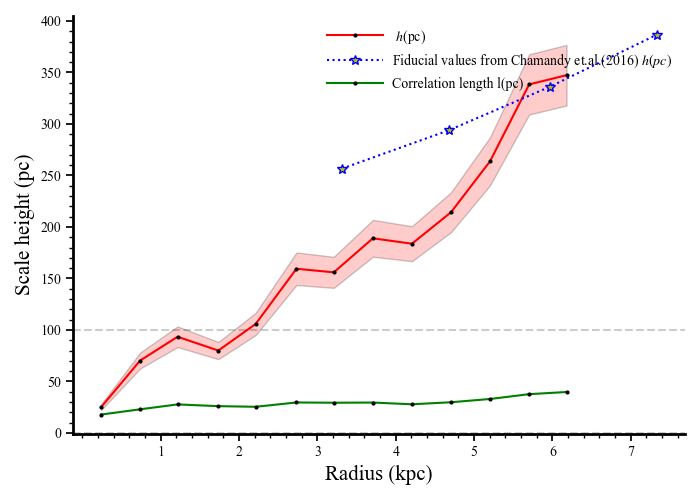 h(pc)
Fiducial values from Chamandy et.al.(2016) h(pc)
Correlation length l(pc)
Scale height (pc)
400
350
300
250
200
150
100
50
0
1 2 3 4 5 6 7
Radius (kpc)